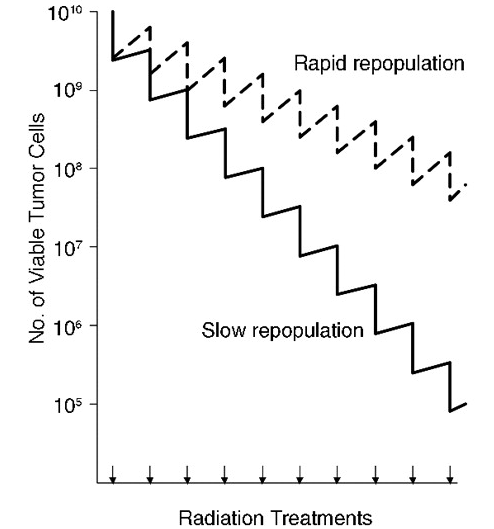 10¹⁰
Rapid repopulation
10⁹
No. of Viable Tumor Cells
10⁸
10⁷
Slow repopulation
10⁶
10⁵
Radiation Treatments